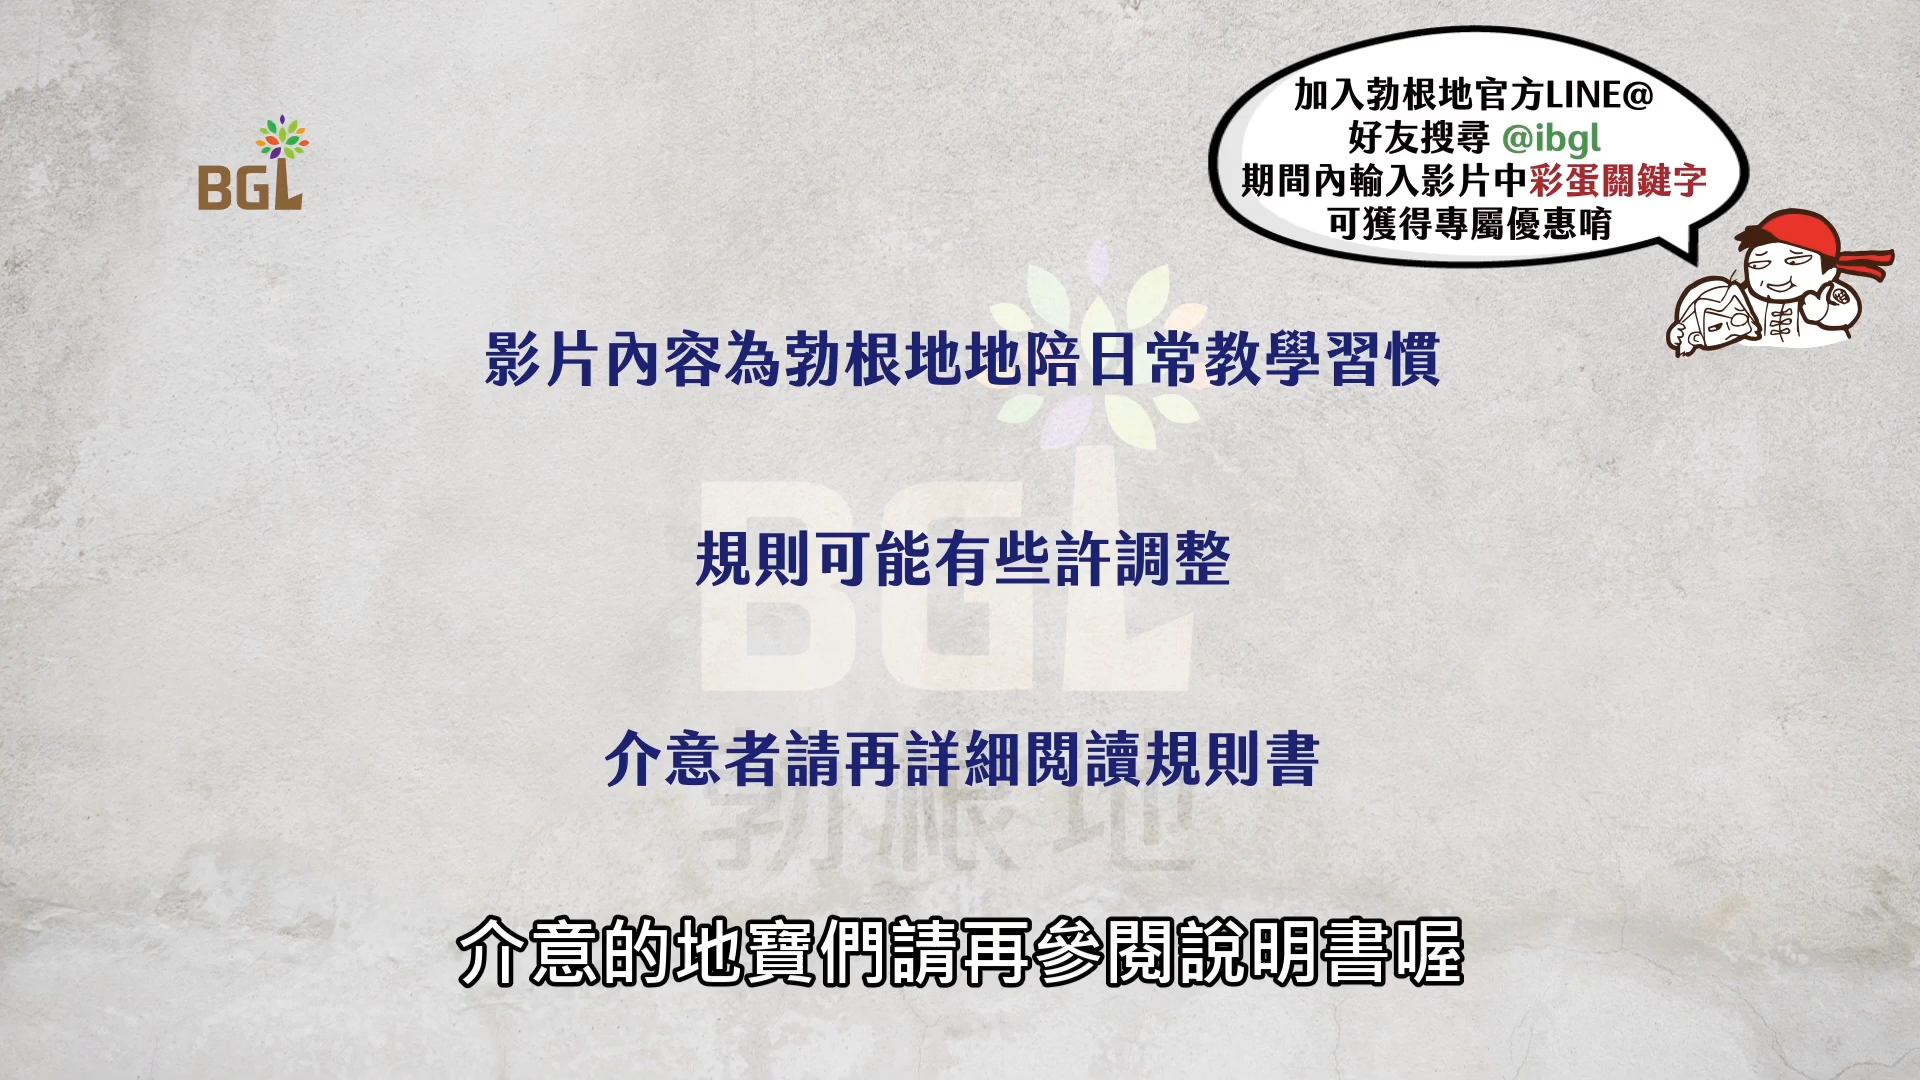 加入勃根地官方LINE@
好友搜尋 @ibgl
期間內輸入影片中彩蛋關鍵字
可獲得專屬優惠唷
BGL
影片內容為勃根地地陪日常教學習慣
規則可能有些許調整
介意者請再詳細閱讀規則書
BGL
勃根地
介意的地寶們請再參閱說明書喔